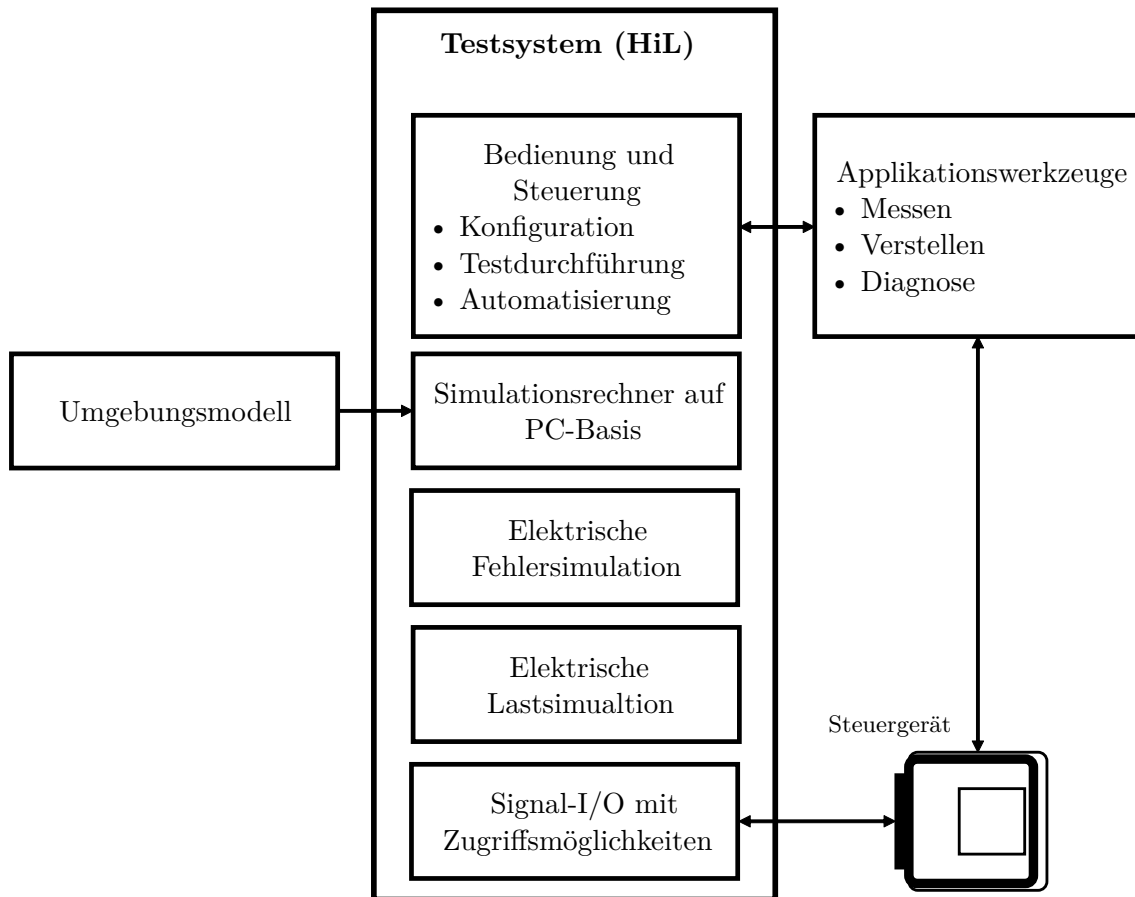 Testsystem (HiL)
Bedienung und
Steuerung
• Konfiguration
• Testdurchführung
• Automatisierung
Applikationswerkzeuge
• Messen
• Verstellen
• Diagnose
Umgebungsmodell
Simulationsrechner auf
PC-Basis
Elektrische
Fehlersimulation
Elektrische
Lastsimualtion
Steuergerät
Signal-I/O mit
Zugriffsmöglichkeiten